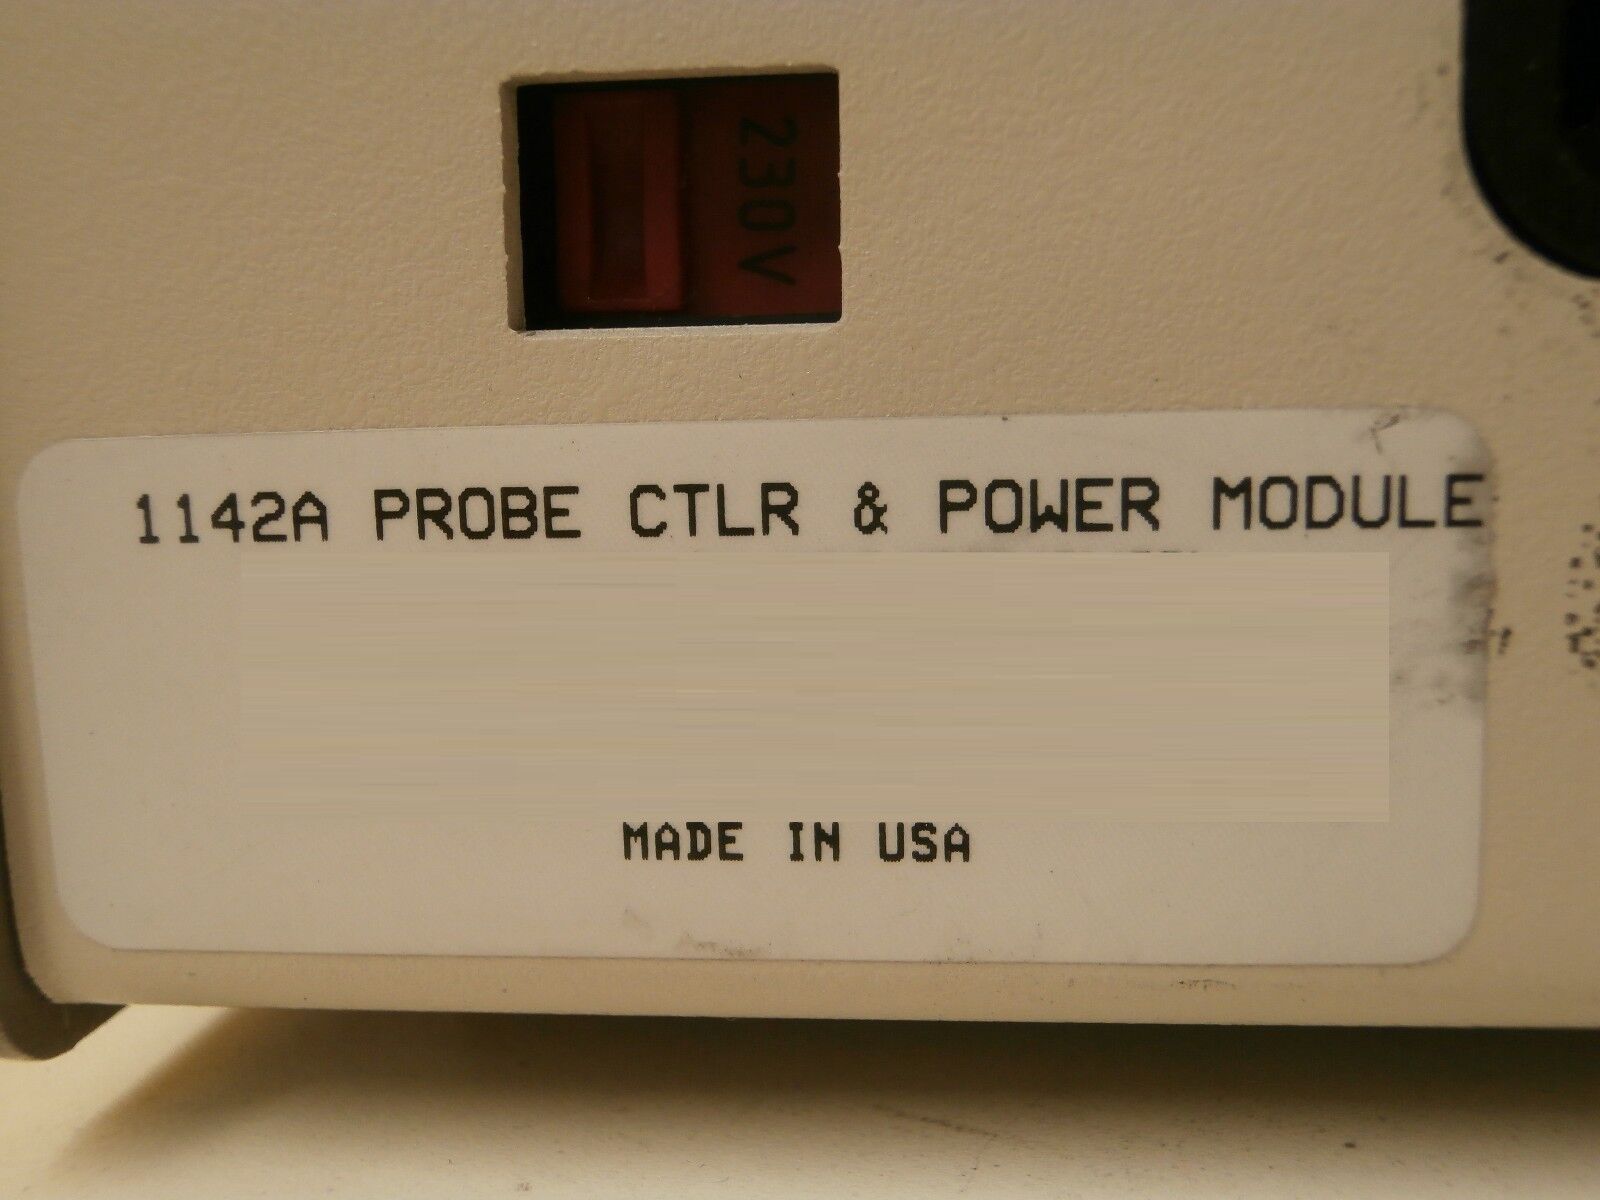 230V
1142A PROBE CTLR & POWER MODULE
MADE IN USA